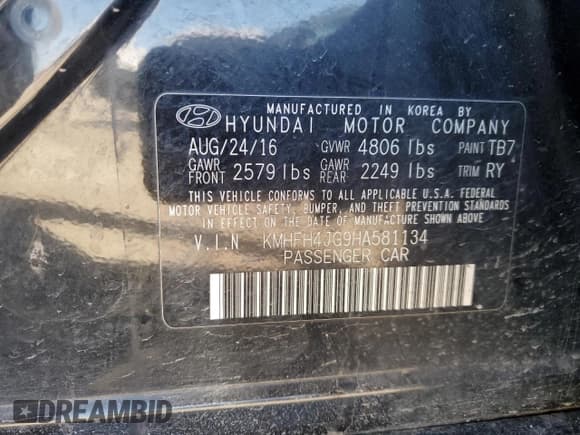 MANUFACTURED IN KOREA BY
HYUNDAI MOTOR COMPANY
AUG/24/16 GVWR 4806 lbs PAINT TB7
GAWR FRONT 2579 lbs GAWR REAR 2249 lbs TRIM RY
THIS VEHICLE CONFORMS TO ALL APPLICABLE U.S.A. FEDERAL
MOTOR VEHICLE SAFETY, BUMPER, AND THEFT PREVENTION STANDARDS
IN EFFECT ON THE DATE OF MANUFACTURE SHOWN ABOVE.
V.I.N KMHFH4JG9HA581134
PASSENGER CAR
DREAMBID